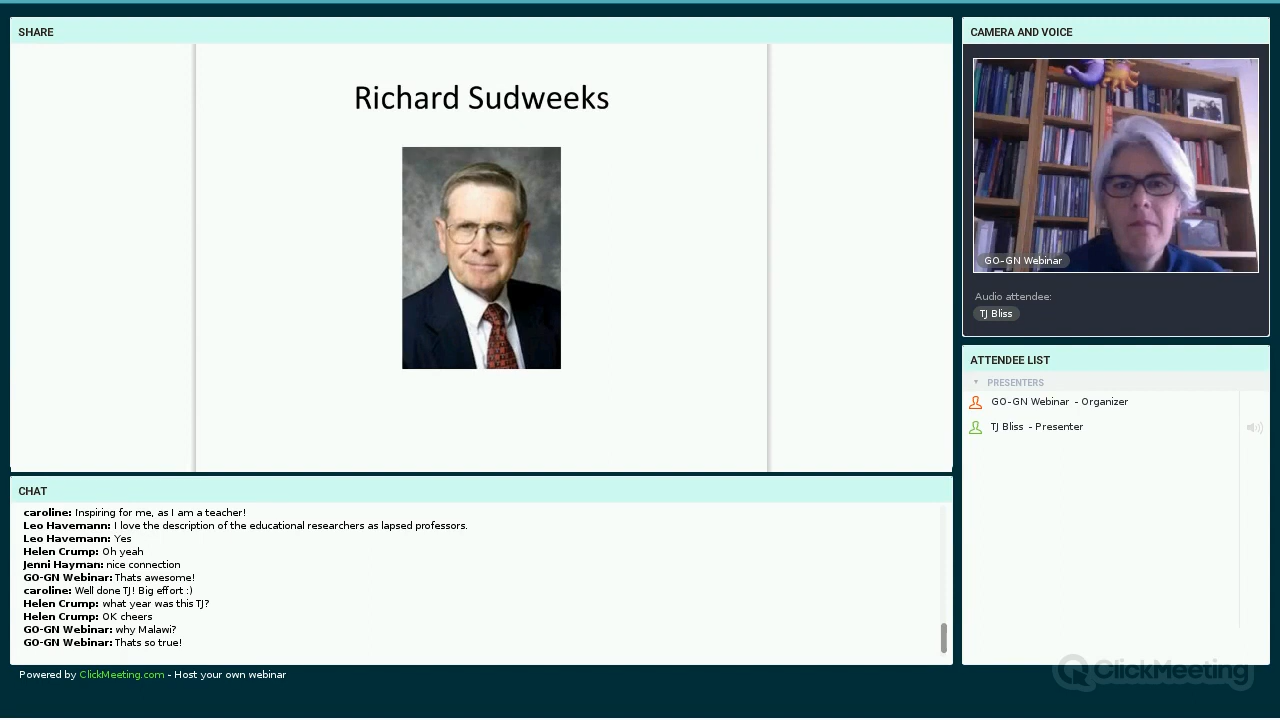 SHARE
Richard Sudweeks
CAMERA AND VOICE
GO-GN Webinar
Audio attendee:
TJ Bliss
ATTENDEE LIST
PRESENTERS
GO-GN Webinar - Organizer
TJ Bliss - Presenter
CHAT
caroline: Inspiring for me, as I am a teacher!
Leo Havemann: I love the description of the educational researchers as lapsed professors.
Leo Havemann: Yes
Helen Crump: Oh yeah
Jenni Hayman: nice connection
GO-GN Webinar: Thats awesome!
caroline: Well done TJ! Big effort :)
Helen Crump: what year was this TJ?
Helen Crump: OK cheers
GO-GN Webinar: why Malawi?
GO-GN Webinar: Thats so true!
Powered by ClickMeeting.com - Host your own webinar
ClickMeeting